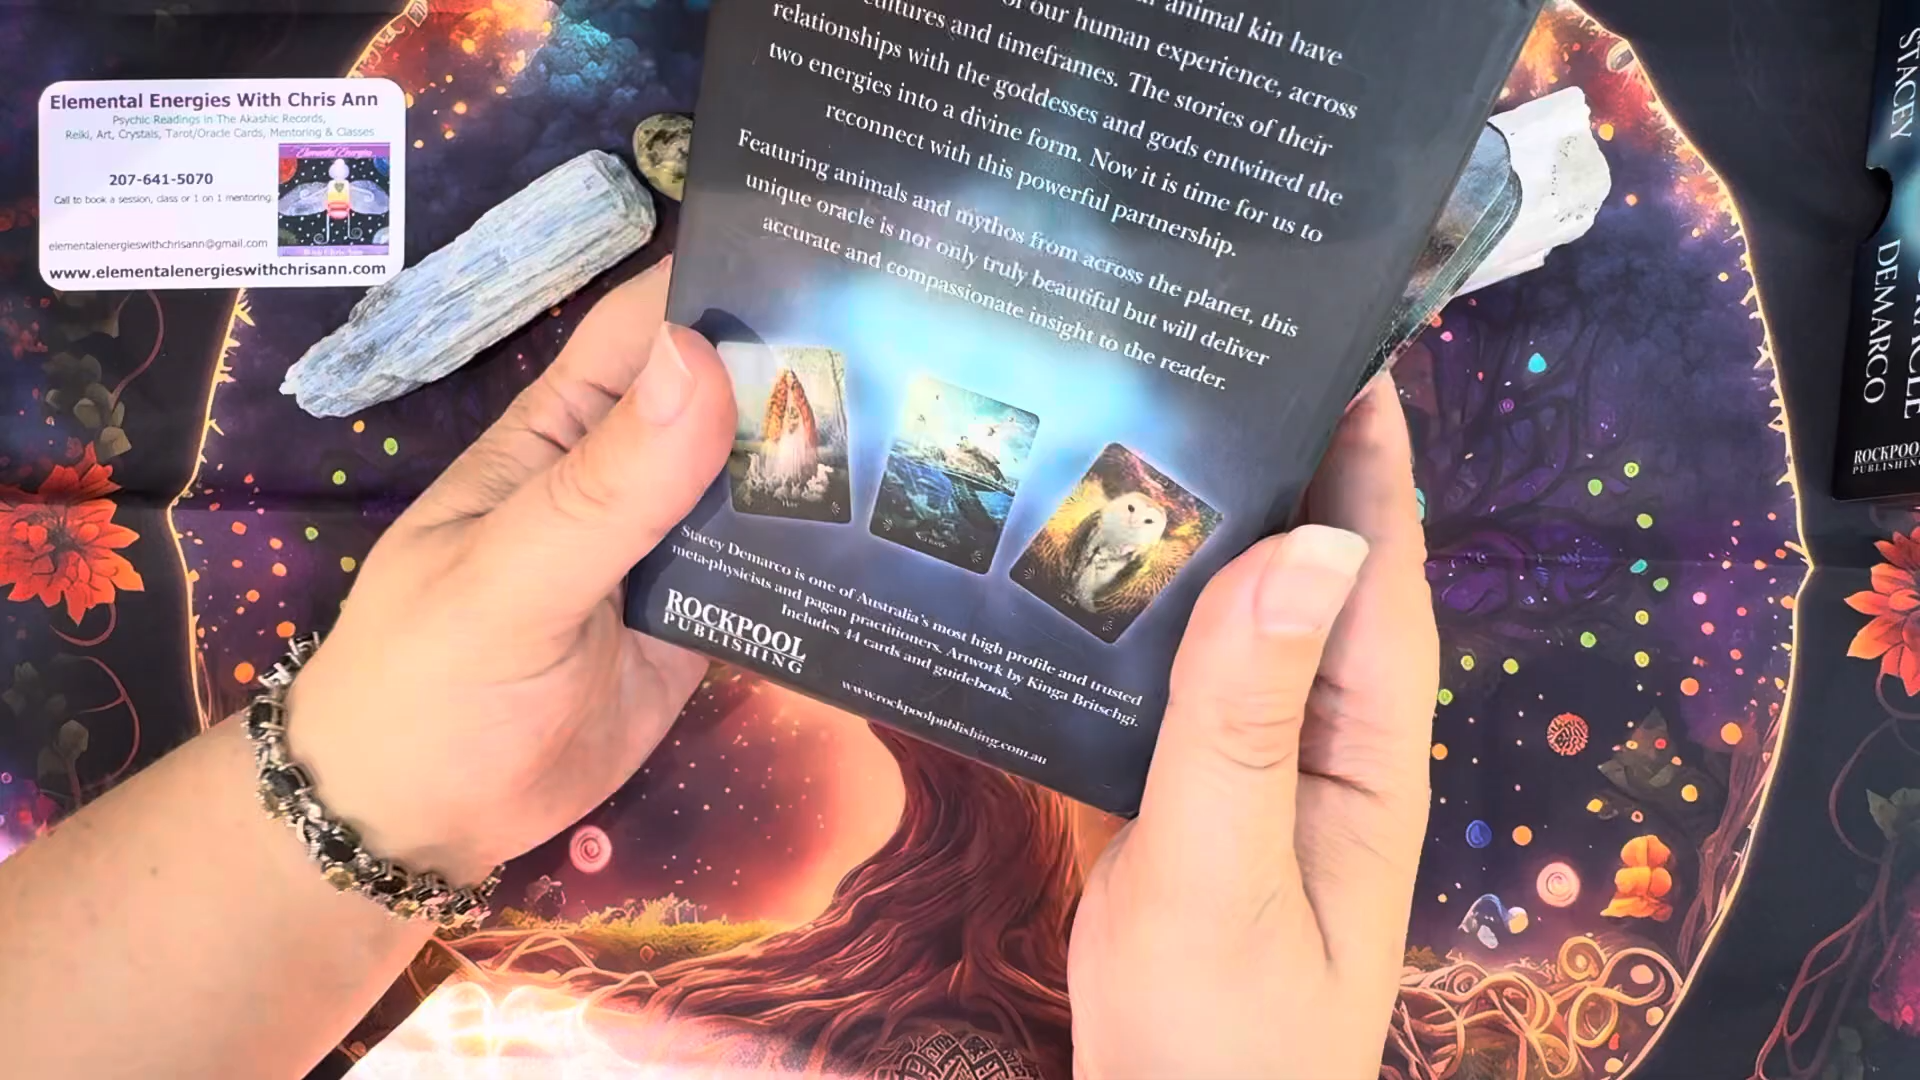 Elemental Energies With Chris Ann
Psychic Readings In The Akashic Records,
Reiki, Art, Crystals, Tarot/Oracle Cards, Mentoring & Classes
207-641-5070
Call to book a session, class or 1 on 1 mentoring.
elementalenergieswithchrisann@gmail.com
www.elementalenergieswithchrisann.com
Elemental Energies
animal kin have
of our human experience, across
cultures and timeframes. The stories of their
relationships with the goddesses and gods entwined the
two energies into a divine form. Now it is time for us to
reconnect with this powerful partnership.
Featuring animals and mythos from across the planet, this
unique oracle is not only truly beautiful but will deliver
accurate and compassionate insight to the reader.
Owl
Stacey Demarco is one of Australia's most high profile and trusted
meta-physicists and pagan practitioners. Artwork by Kinga Britschgi.
Includes 44 cards and guidebook.
ROCKPOOL
PUBLISHING
www.rockpoolpublishing.com.au
STACEY
DEMARCO
ORACLE
ROCKPOOL
PUBLISHING